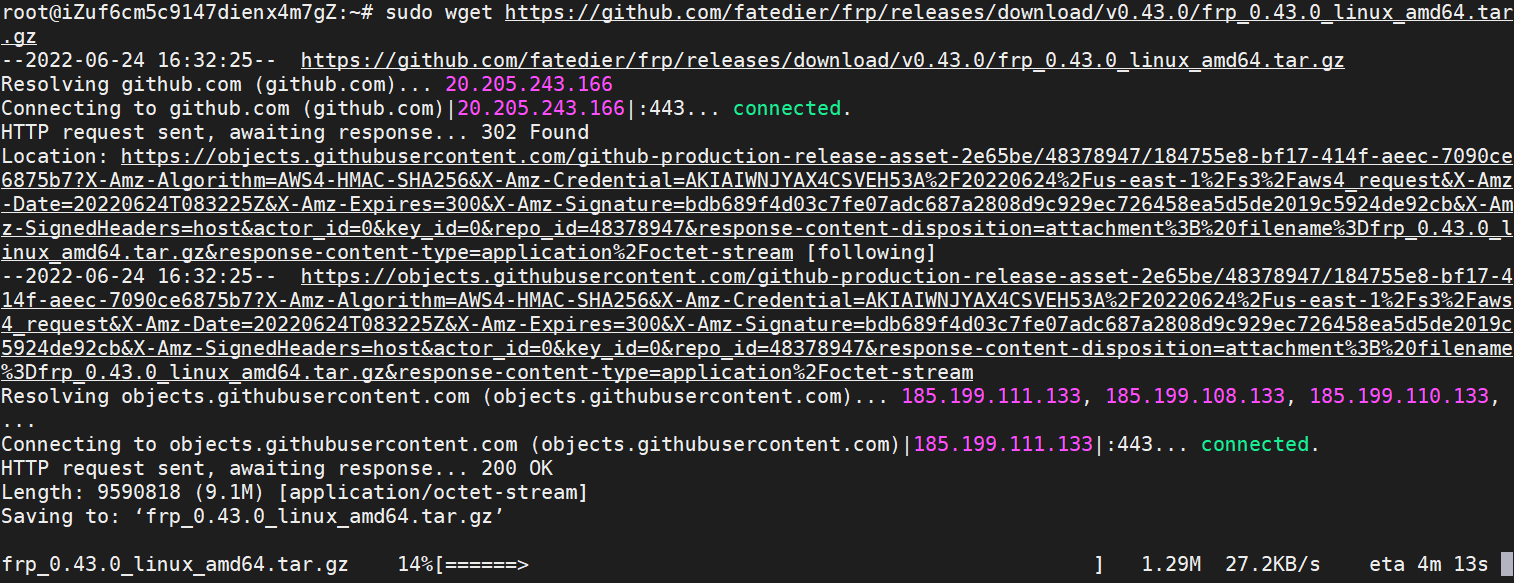 root@iZuf6cm5c9147dienx4m7gZ:~# sudo wget https://github.com/fatedier/frp/releases/download/v0.43.0/frp_0.43.0_linux_amd64.tar
.gz
--2022-06-24 16:32:25--  https://github.com/fatedier/frp/releases/download/v0.43.0/frp_0.43.0_linux_amd64.tar.gz
Resolving github.com (github.com)... 20.205.243.166
Connecting to github.com (github.com)|20.205.243.166|:443... connected.
HTTP request sent, awaiting response... 302 Found
Location: https://objects.githubusercontent.com/github-production-release-asset-2e65be/48378947/184755e8-bf17-414f-aeec-7090ce
6875b7?X-Amz-Algorithm=AWS4-HMAC-SHA256&X-Amz-Credential=AKIAIWNJYAX4CSVEH53A%2F20220624%2Fus-east-1%2Fs3%2Faws4_request&X-Amz
-Date=20220624T083225Z&X-Amz-Expires=300&X-Amz-Signature=bdb689f4d03c7fe07adc687a2808d9c929ec726458ea5d5de2019c5924de92cb&X-Am
z-SignedHeaders=host&actor_id=0&key_id=0&repo_id=48378947&response-content-disposition=attachment%3B%20filename%3Dfrp_0.43.0_l
inux_amd64.tar.gz&response-content-type=application%2Foctet-stream [following]
--2022-06-24 16:32:25--  https://objects.githubusercontent.com/github-production-release-asset-2e65be/48378947/184755e8-bf17-4
14f-aeec-7090ce6875b7?X-Amz-Algorithm=AWS4-HMAC-SHA256&X-Amz-Credential=AKIAIWNJYAX4CSVEH53A%2F20220624%2Fus-east-1%2Fs3%2Faws
4_request&X-Amz-Date=20220624T083225Z&X-Amz-Expires=300&X-Amz-Signature=bdb689f4d03c7fe07adc687a2808d9c929ec726458ea5d5de2019c
5924de92cb&X-Amz-SignedHeaders=host&actor_id=0&key_id=0&repo_id=48378947&response-content-disposition=attachment%3B%20filename
%3Dfrp_0.43.0_linux_amd64.tar.gz&response-content-type=application%2Foctet-stream
Resolving objects.githubusercontent.com (objects.githubusercontent.com)... 185.199.111.133, 185.199.108.133, 185.199.110.133,
...
Connecting to objects.githubusercontent.com (objects.githubusercontent.com)|185.199.111.133|:443... connected.
HTTP request sent, awaiting response... 200 OK
Length: 9590818 (9.1M) [application/octet-stream]
Saving to: ‘frp_0.43.0_linux_amd64.tar.gz’
frp_0.43.0_linux_amd64.tar.gz    14%[======>                                               ]   1.29M  27.2KB/s    eta 4m 13s